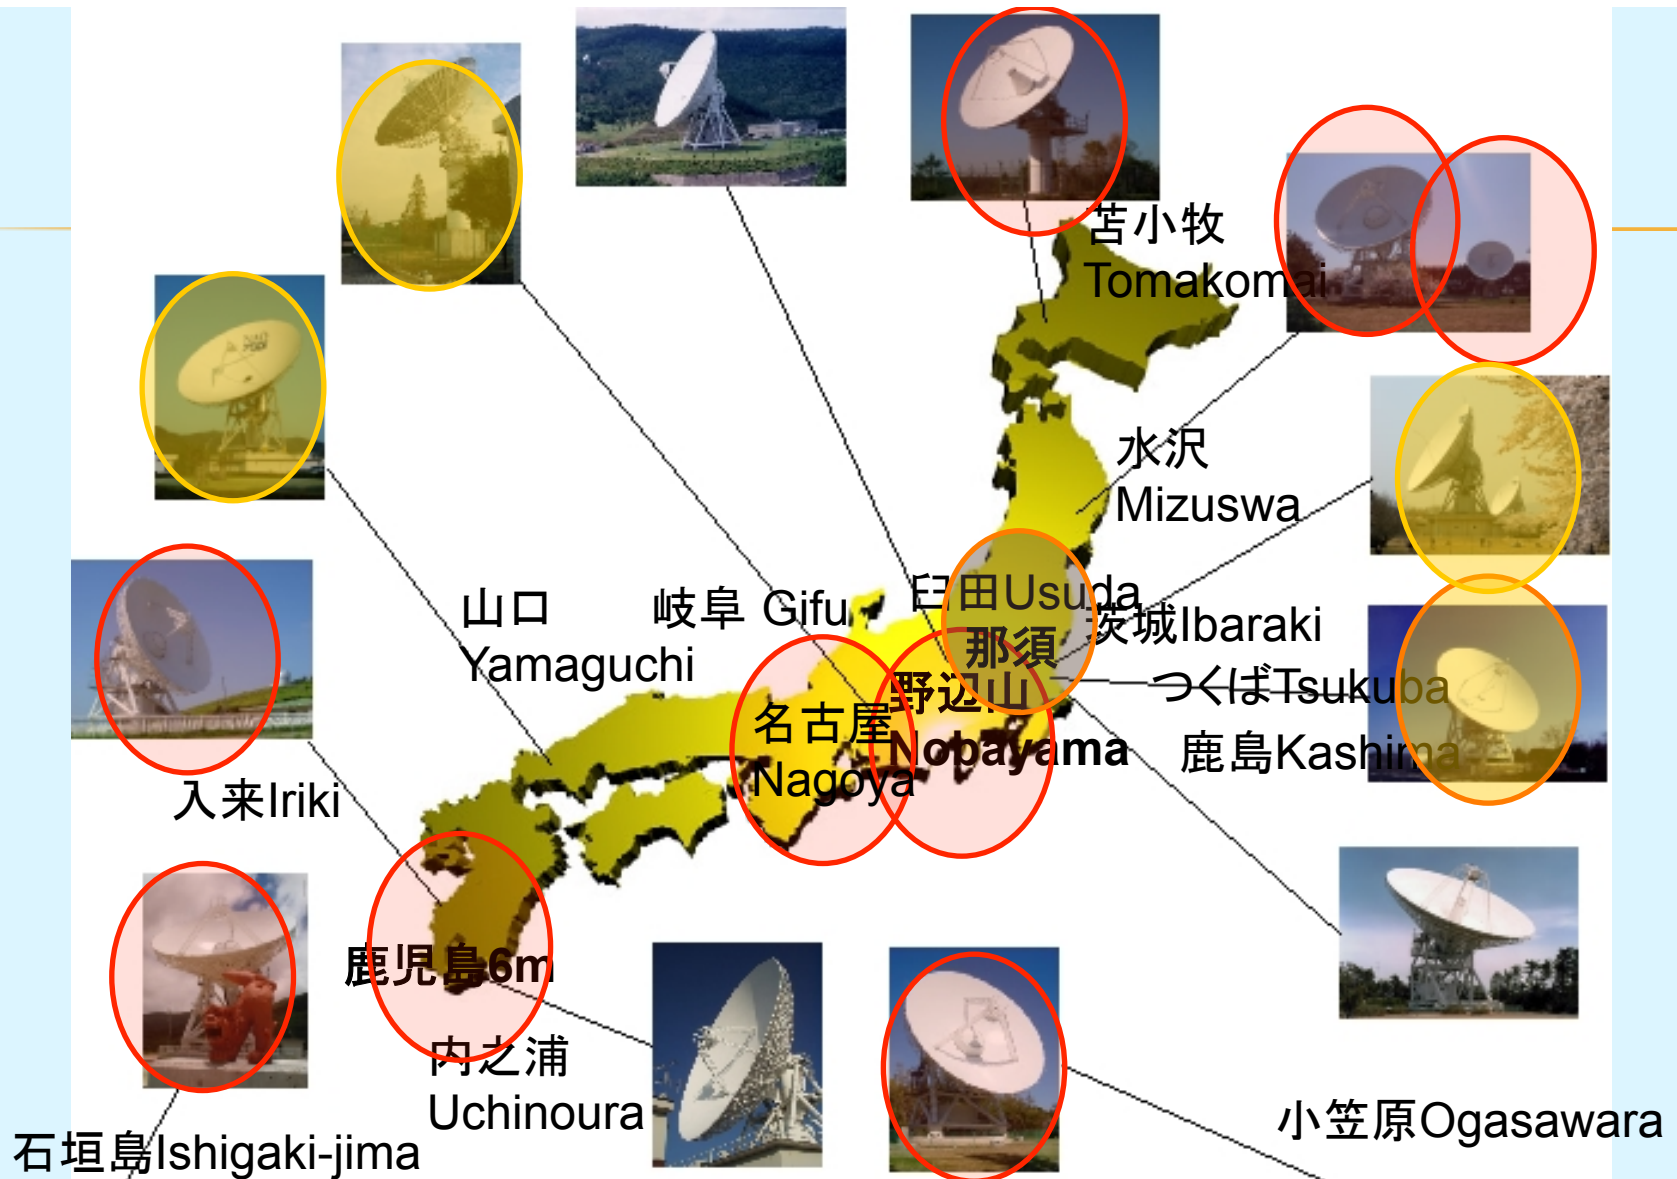 苫小牧
Tomakomai
水沢
Mizuswa
臼田Usuda
山口
Yamaguchi
岐阜 Gifu
茨城Ibaraki
那須
つくばTsukuba
野辺山
Nobayama
名古屋
Nagoya
鹿島Kashima
入来Iriki
鹿児島6m
内之浦
Uchinoura
小笠原Ogasawara
石垣島Ishigaki-jima